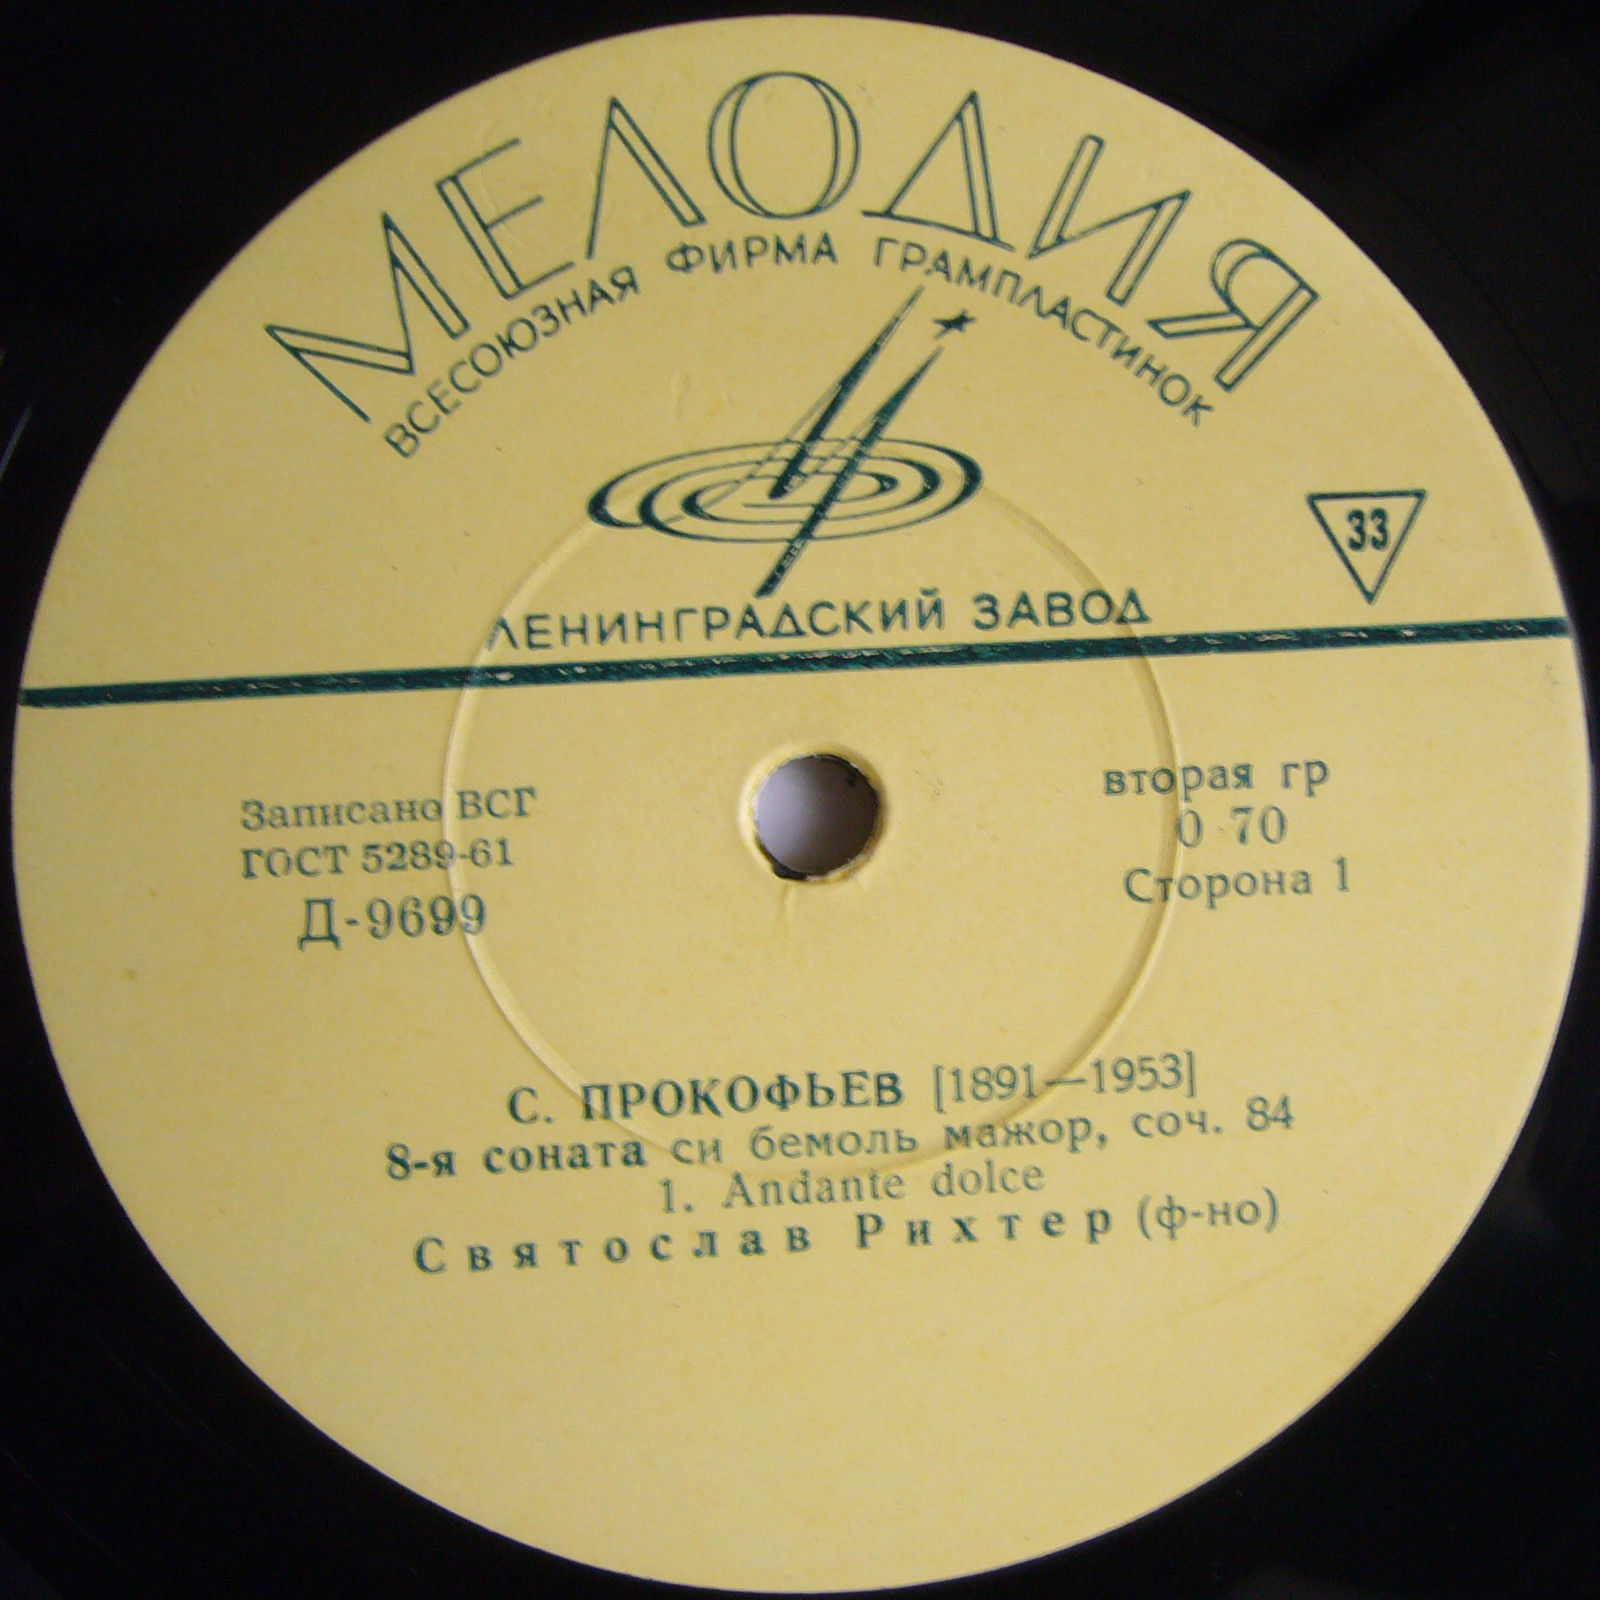 МЕЛОДИЯ
ВСЕСОЮЗНАЯ ФИРМА ГРАМПЛАСТИНОК
33
ЛЕНИНГРАДСКИЙ ЗАВОД
Записано ВСГ
ГОСТ 5289-61
Д-9699
вторая гр
0 70
Сторона 1
С. ПРОКОФЬЕВ [1891—1953]
8-я соната си бемоль мажор, соч. 84
1. Andante dolce
Святослав Рихтер (ф-но)